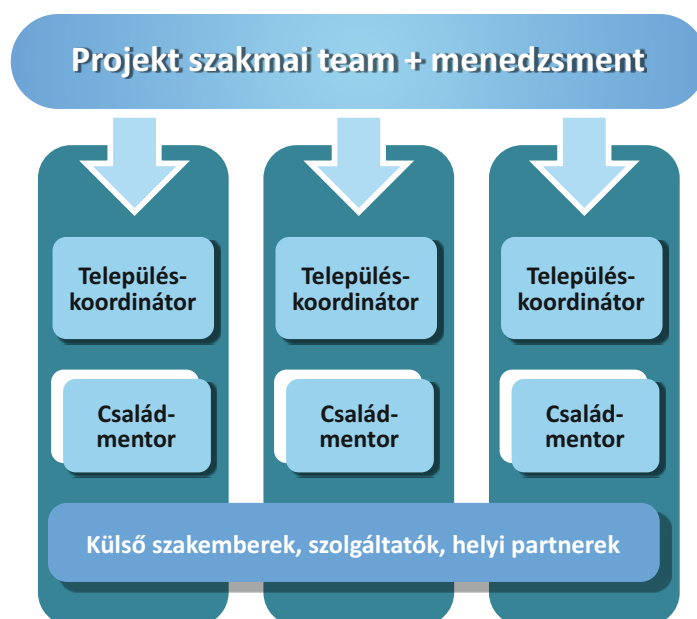 Projekt szakmai team + menedzsment
Település-
koordinátor
Település-
koordinátor
Település-
koordinátor
Család-
mentor
Család-
mentor
Család-
mentor
Külső szakemberek, szolgáltatók, helyi partnerek